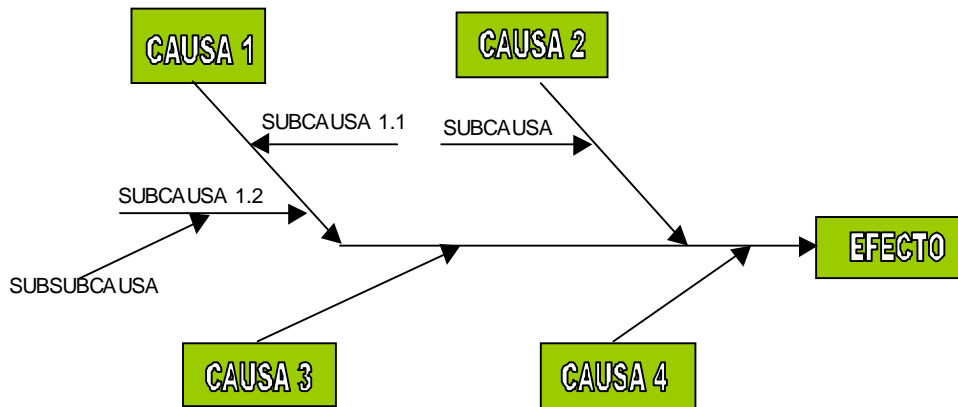 CAUSA 1
CAUSA 2
SUBCAUSA 1.1
SUBCAUSA
SUBCAUSA 1.2
EFECTO
SUBSUBCAUSA
CAUSA 3
CAUSA 4